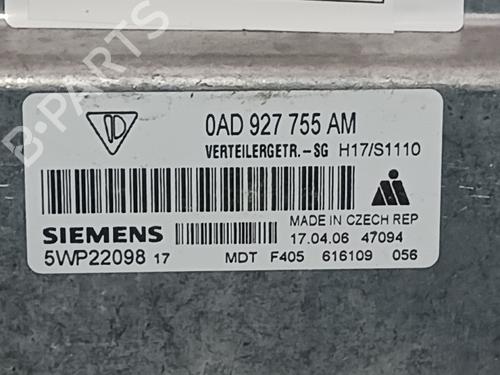 B-PARTS
0AD 927 755 AM
VERTEILERGETR.-SG H17/S1110
MADE IN CZECH REP
SIEMENS 17.04.06 47094
5WP22098 17 MDT F405 616109 056